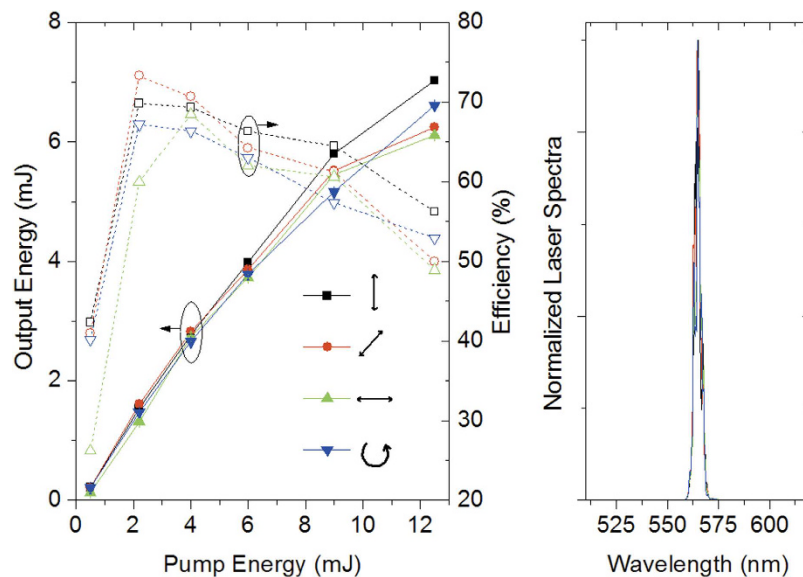 8
6
4
2
0
Output Energy (mJ)
80
70
60
50
40
30
20
Efficiency (%)
0 2 4 6 8 10 12
Pump Energy (mJ)
Normalized Laser Spectra
525 550 575 600
Wavelength (nm)